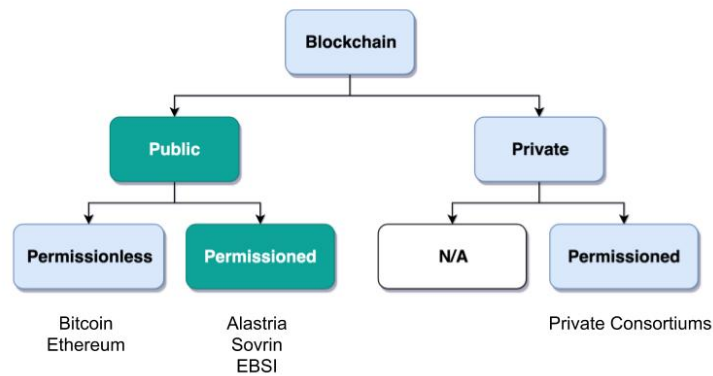 Blockchain
Public
Private
Permissionless
Permissioned
N/A
Permissioned
Bitcoin
Ethereum
Alastria
Sovrin
EBSI
Private Consortiums